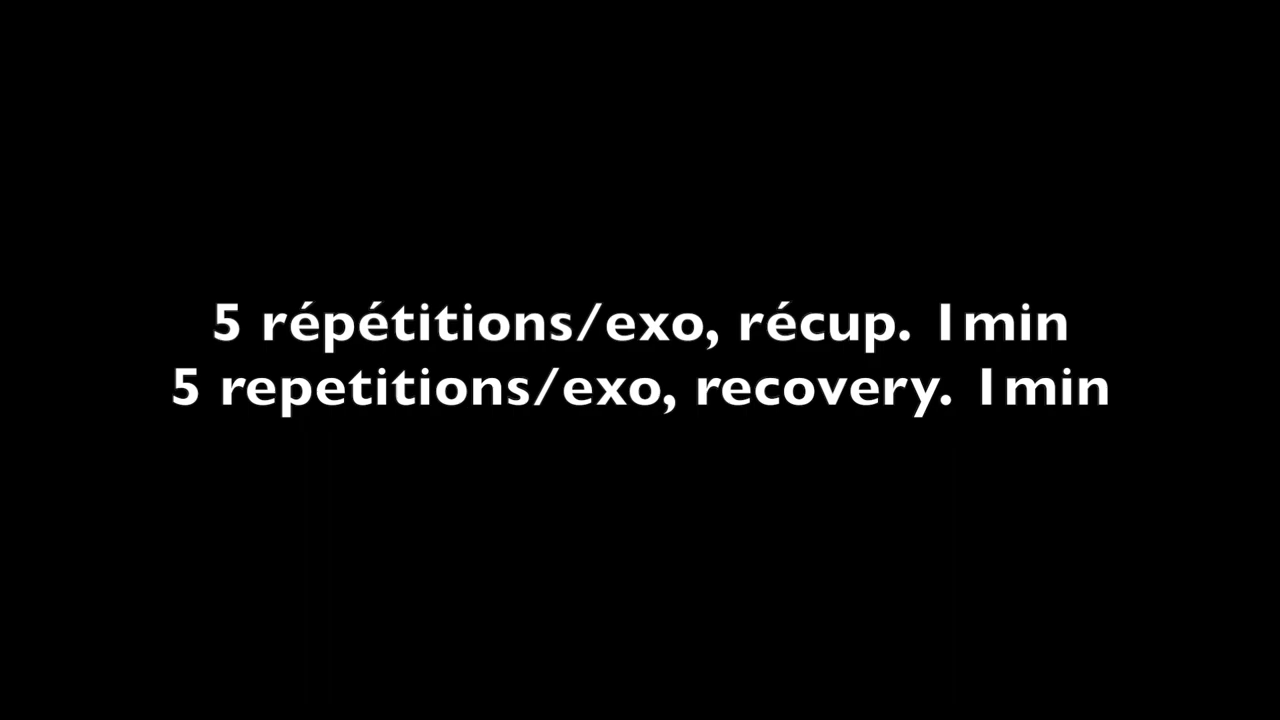 5 répétitions/exo, récup. 1min
5 repetitions/exo, recovery. 1min